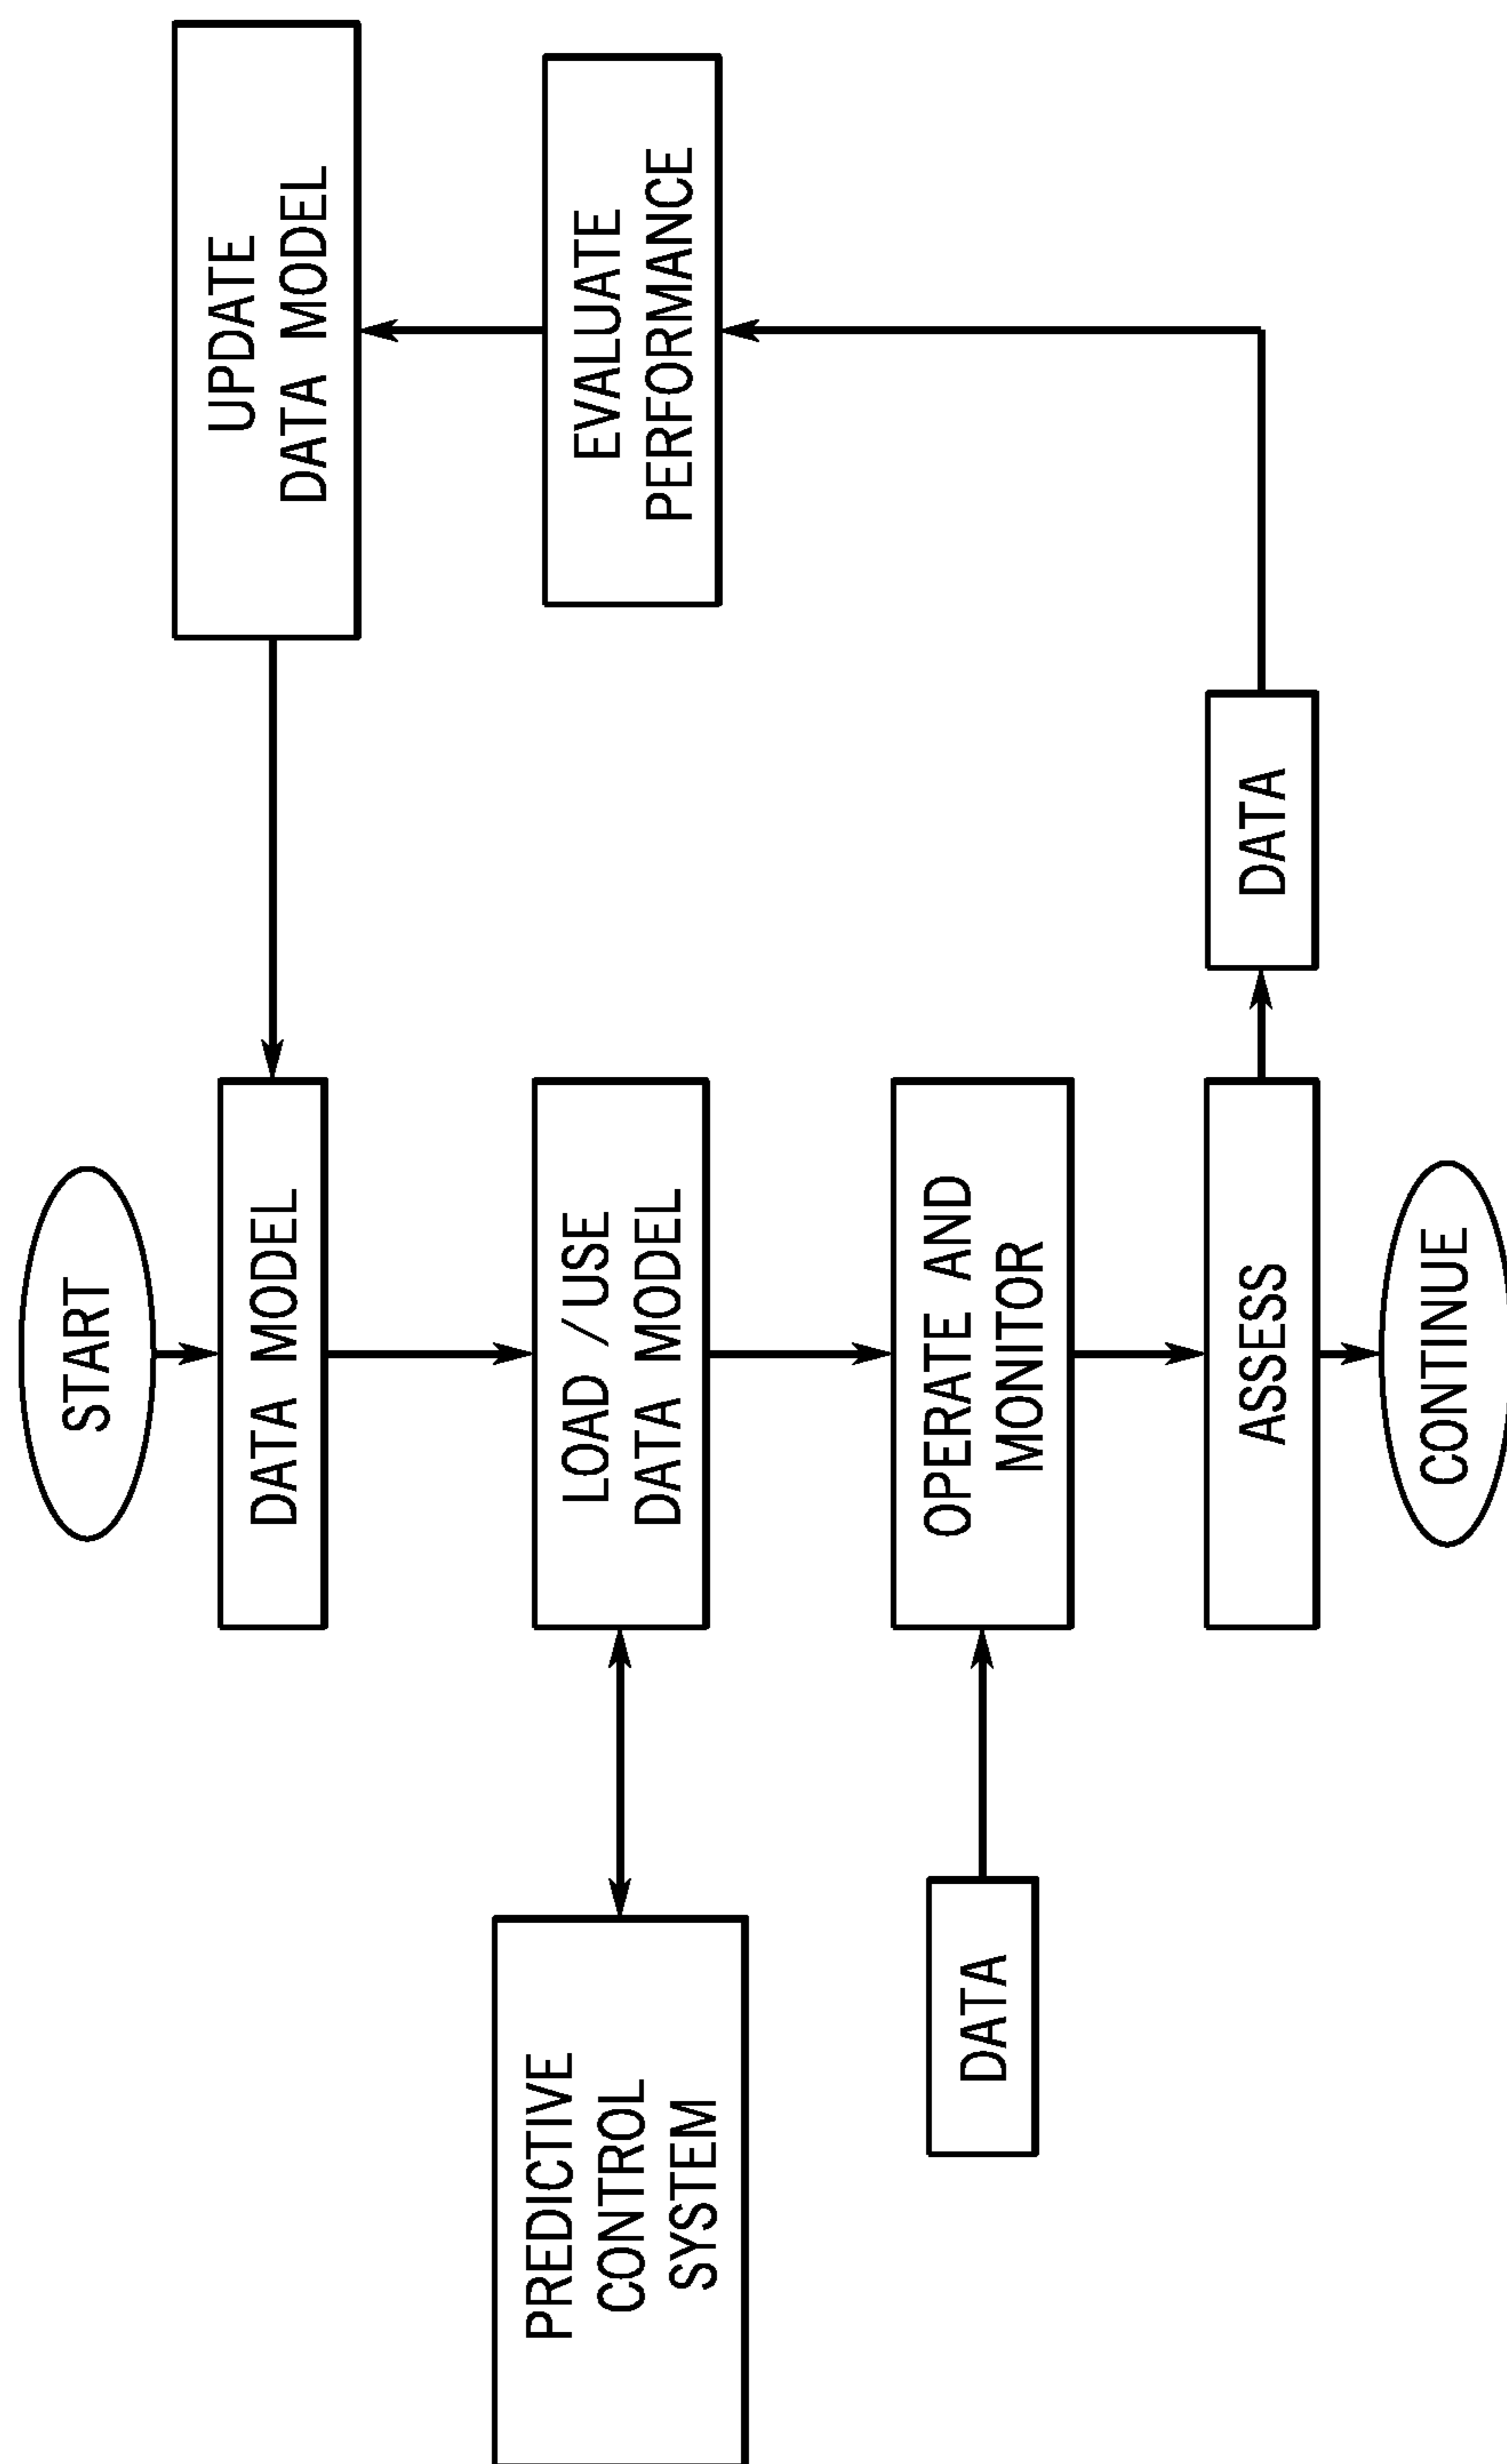 START
DATA MODEL
UPDATE
DATA MODEL
PREDICTIVE
CONTROL
SYSTEM
LOAD/USE
DATA MODEL
EVALUATE
PERFORMANCE
DATA
OPERATE AND
MONITOR
ASSESS
DATA
CONTINUE